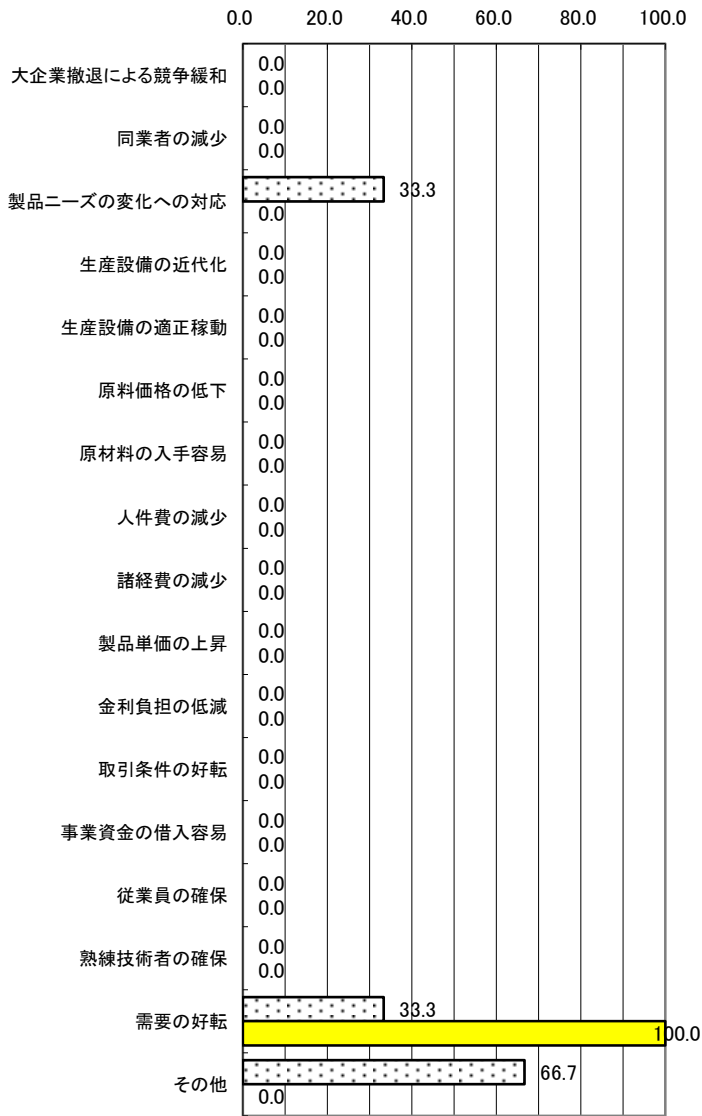 0.0 20.0 40.0 60.0 80.0 100.0
大企業撤退による競争緩和
0.0
0.0
同業者の減少
0.0
0.0
製品ニーズの変化への対応
33.3
0.0
生産設備の近代化
0.0
0.0
生産設備の適正稼動
0.0
0.0
原料価格の低下
0.0
0.0
原材料の入手容易
0.0
0.0
人件費の減少
0.0
0.0
諸経費の減少
0.0
0.0
製品単価の上昇
0.0
0.0
金利負担の低減
0.0
0.0
取引条件の好転
0.0
0.0
事業資金の借入容易
0.0
0.0
従業員の確保
0.0
0.0
熟練技術者の確保
0.0
0.0
需要の好転
33.3
100.0
その他
66.7
0.0